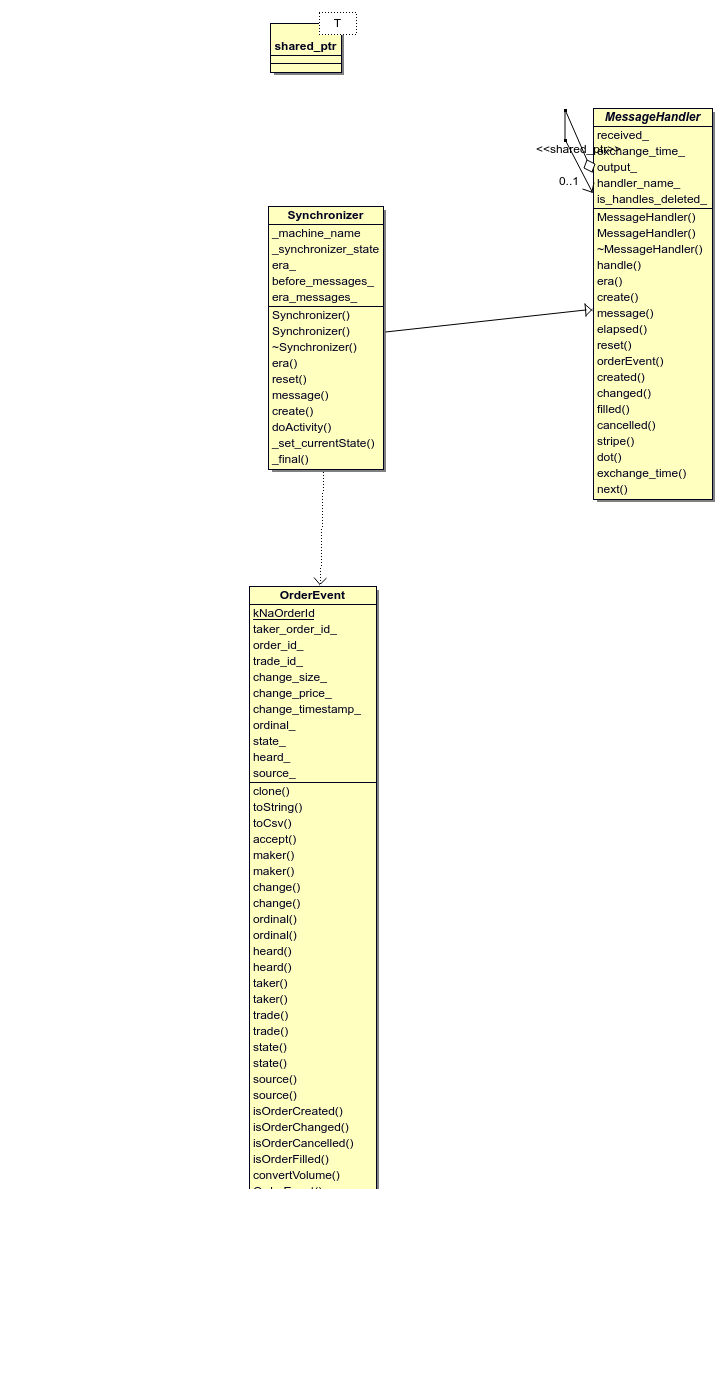 T
shared_ptr
MessageHandler
received_
exchange_time_
output_
handler_name_
is_handles_deleted_
MessageHandler()
MessageHandler()
~MessageHandler()
handle()
era()
create()
message()
elapsed()
reset()
orderEvent()
created()
changed()
filled()
cancelled()
stripe()
dot()
exchange_time()
next()
<<shared_ptr>>
0..1
Synchronizer
_machine_name
_synchronizer_state
era_
before_messages_
era_messages_
Synchronizer()
Synchronizer()
~Synchronizer()
era()
reset()
message()
create()
doActivity()
_set_currentState()
_final()
OrderEvent
kNaOrderId
taker_order_id_
order_id_
trade_id_
change_size_
change_price_
change_timestamp_
ordinal_
state_
heard_
source_
clone()
toString()
toCsv()
accept()
maker()
maker()
change()
change()
ordinal()
ordinal()
heard()
heard()
taker()
taker()
trade()
trade()
state()
state()
source()
source()
isOrderCreated()
isOrderChanged()
isOrderCancelled()
isOrderFilled()
convertVolume()